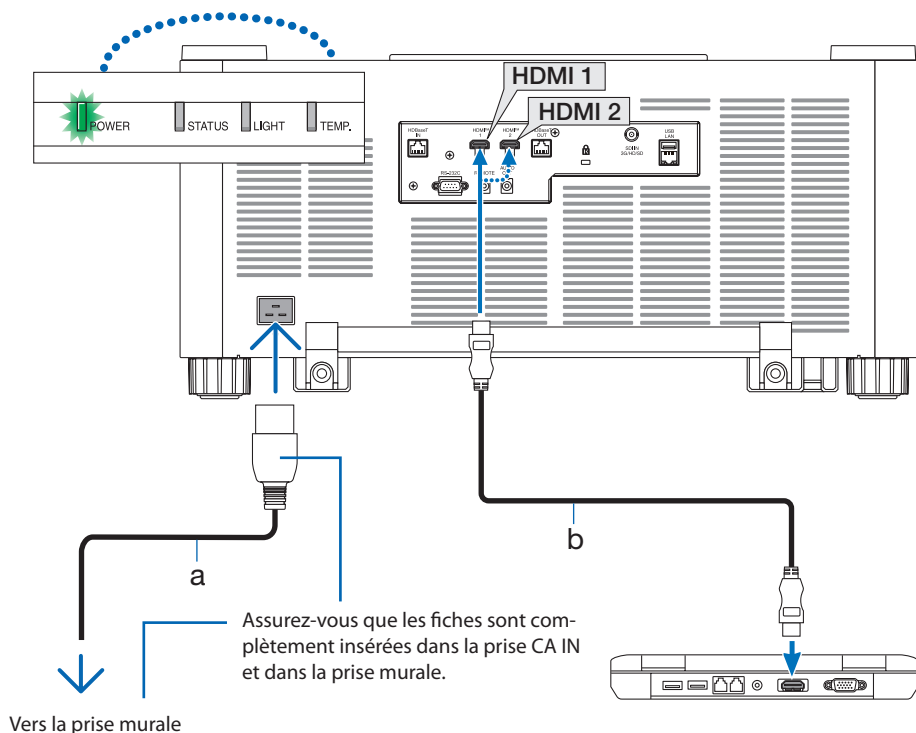 HDMI 1
HDMI 2
POWER
STATUS
LIGHT
TEMP.
HDBaseT
IN
HDMI
1
HDMI
2
HDBaseT
OUT
SDI IN
3G/HD/SD
USB
LAN
RS-232C
a
b
Assurez-vous que les fiches sont com-
plètement insérées dans la prise CA IN
et dans la prise murale.
Vers la prise murale